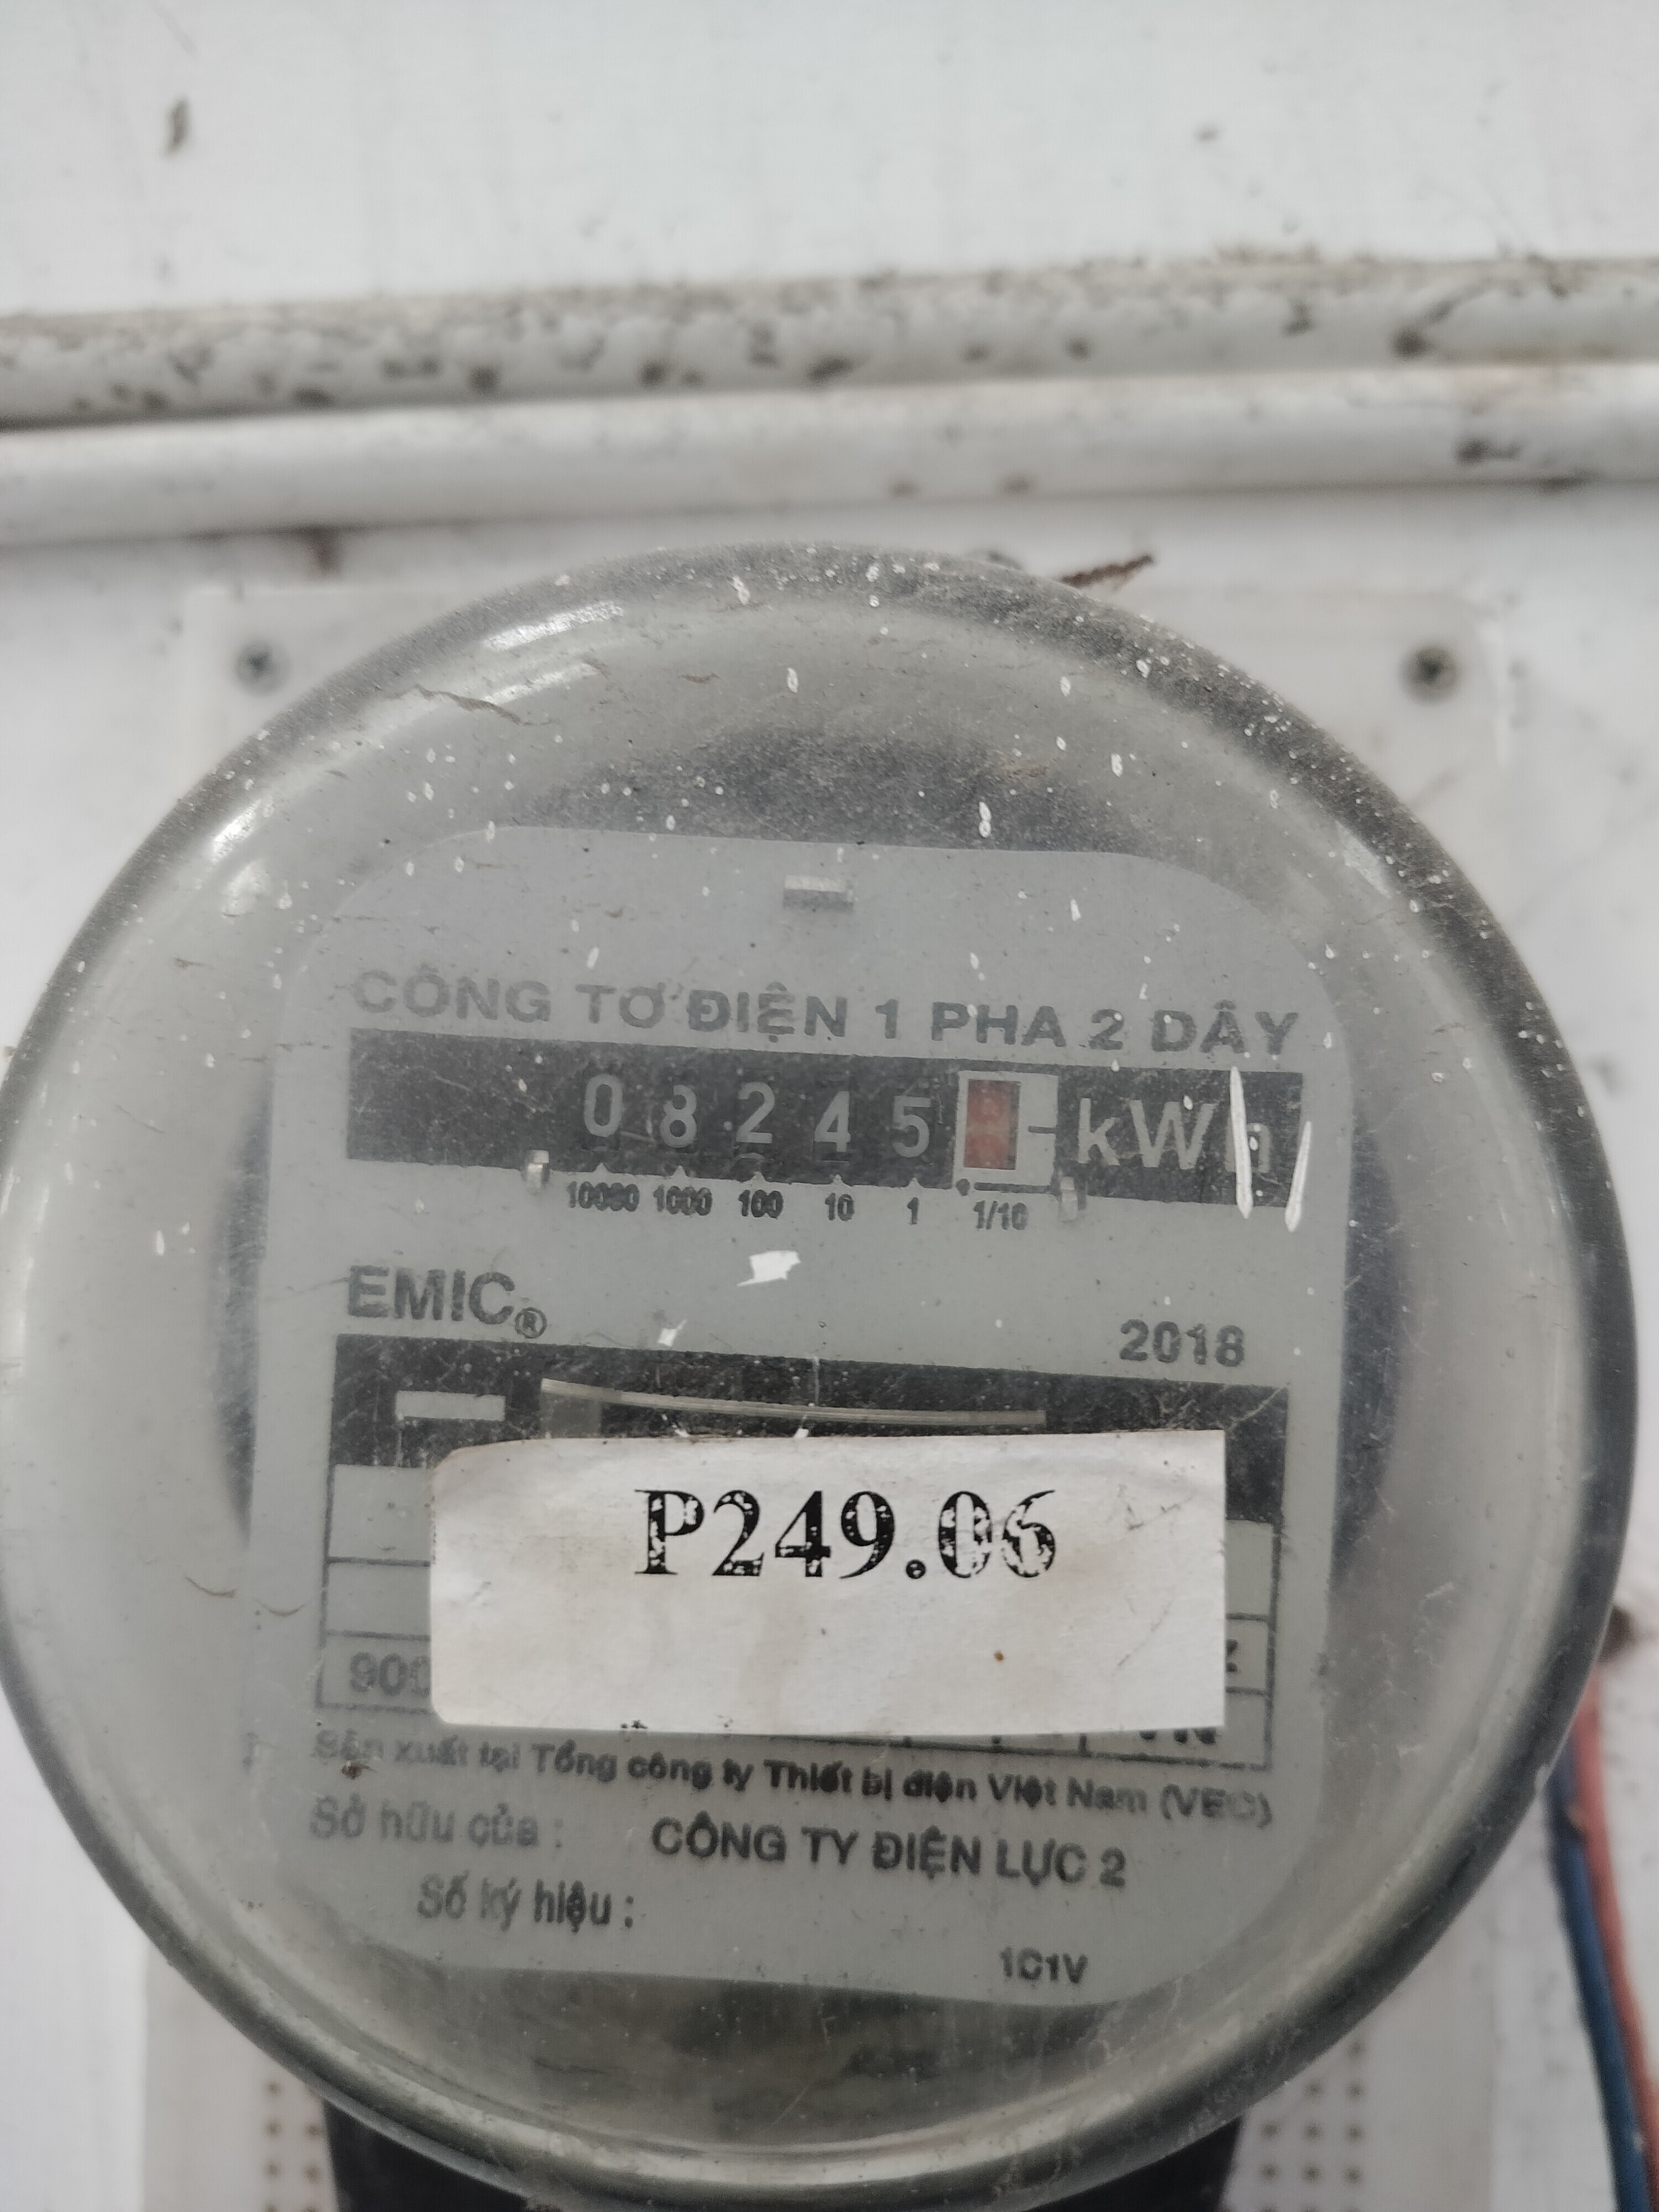 CÔNG TƠ ĐIỆN 1 PHA 2 DÂY
08245 kWh
10000 1000 100 10 1 1/10
EMIC®
2018
P249.06
900
Sản xuất tại Tổng công ty Thiết bị điện Việt Nam (VEC)
Sở hữu của : CÔNG TY ĐIỆN LỰC 2
Số ký hiệu :
1C1V